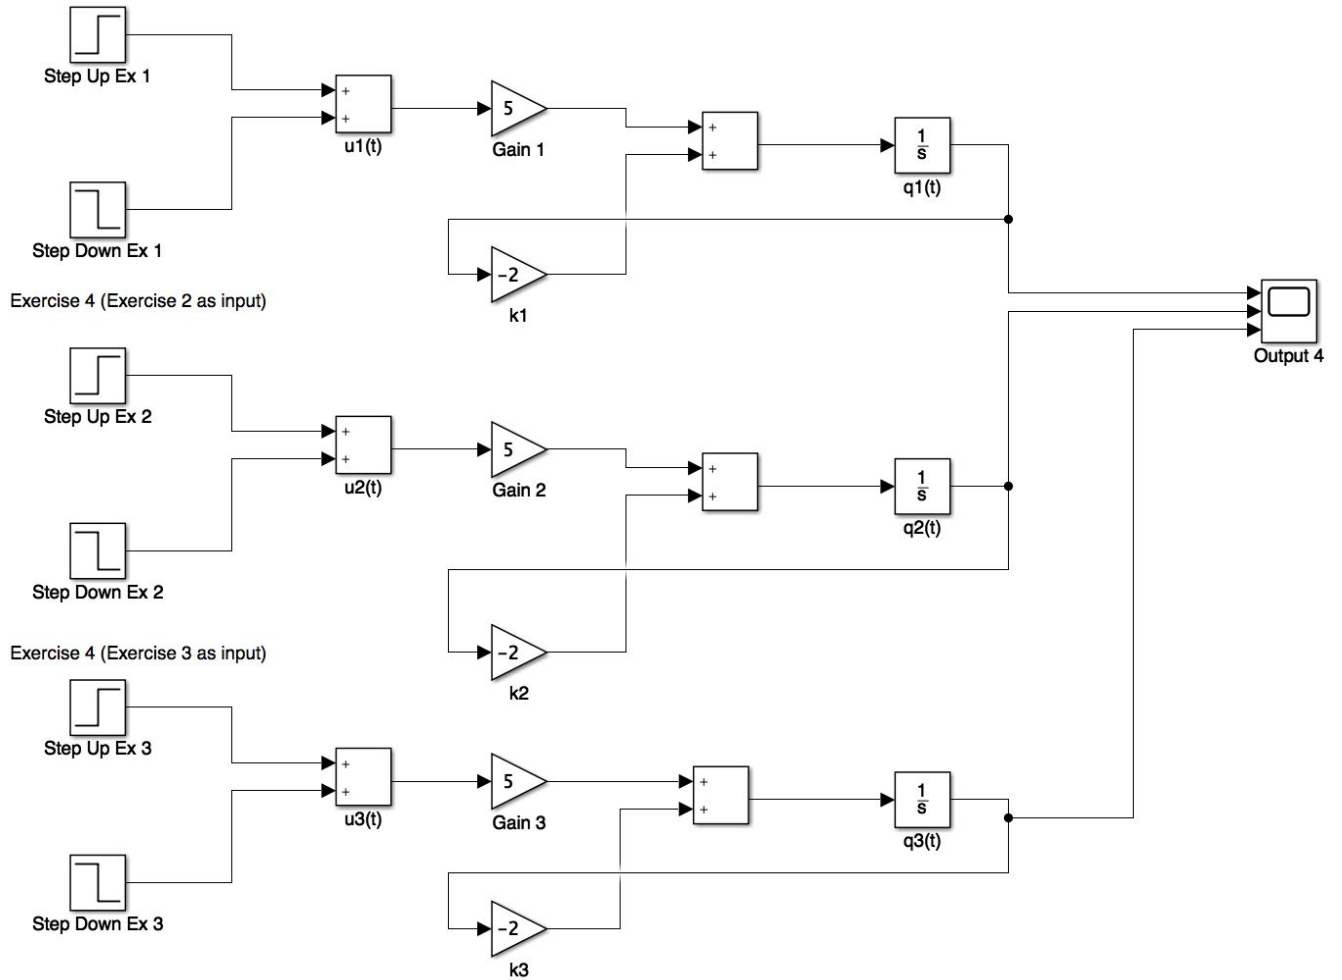 Step Up Ex 1
+
+
u1(t)
5
Gain 1
+
+
1
s
q1(t)
Step Down Ex 1
-2
k1
Exercise 4 (Exercise 2 as input)
Output 4
Step Up Ex 2
+
+
u2(t)
5
Gain 2
+
+
1
s
q2(t)
Step Down Ex 2
-2
k2
Exercise 4 (Exercise 3 as input)
Step Up Ex 3
+
+
u3(t)
5
Gain 3
+
+
1
s
q3(t)
Step Down Ex 3
-2
k3